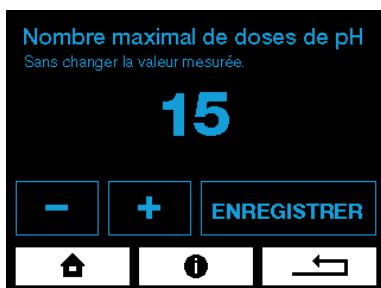 Nombre maximal de doses de pH
Sans changer la valeur mesurée.
15
− + ENREGISTRER